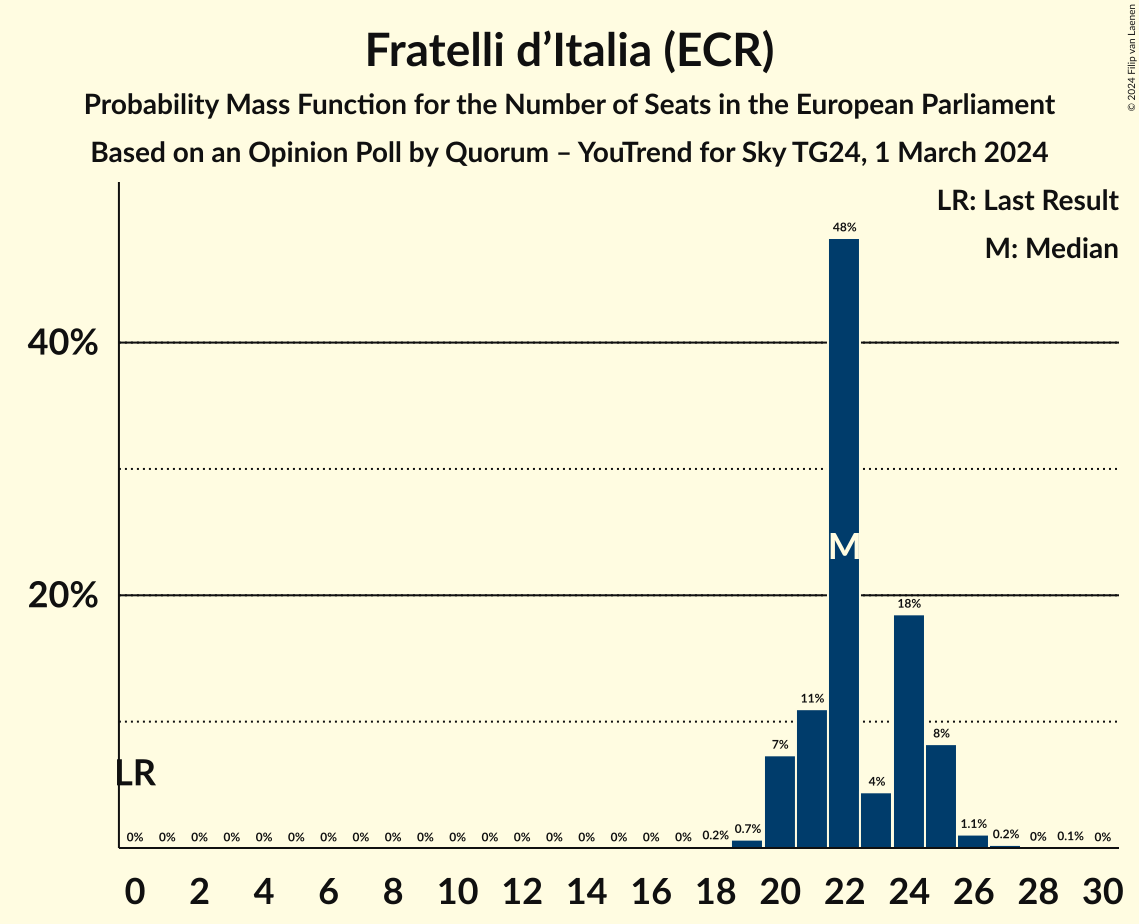 Fratelli d’Italia (ECR)
Probability Mass Function for the Number of Seats in the European Parliament
Based on an Opinion Poll by Quorum – YouTrend for Sky TG24, 1 March 2024
© 2024 Filip van Laenen
LR: Last Result
M: Median
48%
40%
M
20%
18%
11%
8%
7%
4%
LR
0% 0% 0% 0% 0% 0% 0% 0% 0% 0% 0% 0% 0% 0% 0% 0% 0% 0% 0.2% 0.7% 1.1% 0.2% 0% 0.1% 0%
0 2 4 6 8 10 12 14 16 18 20 22 24 26 28 30